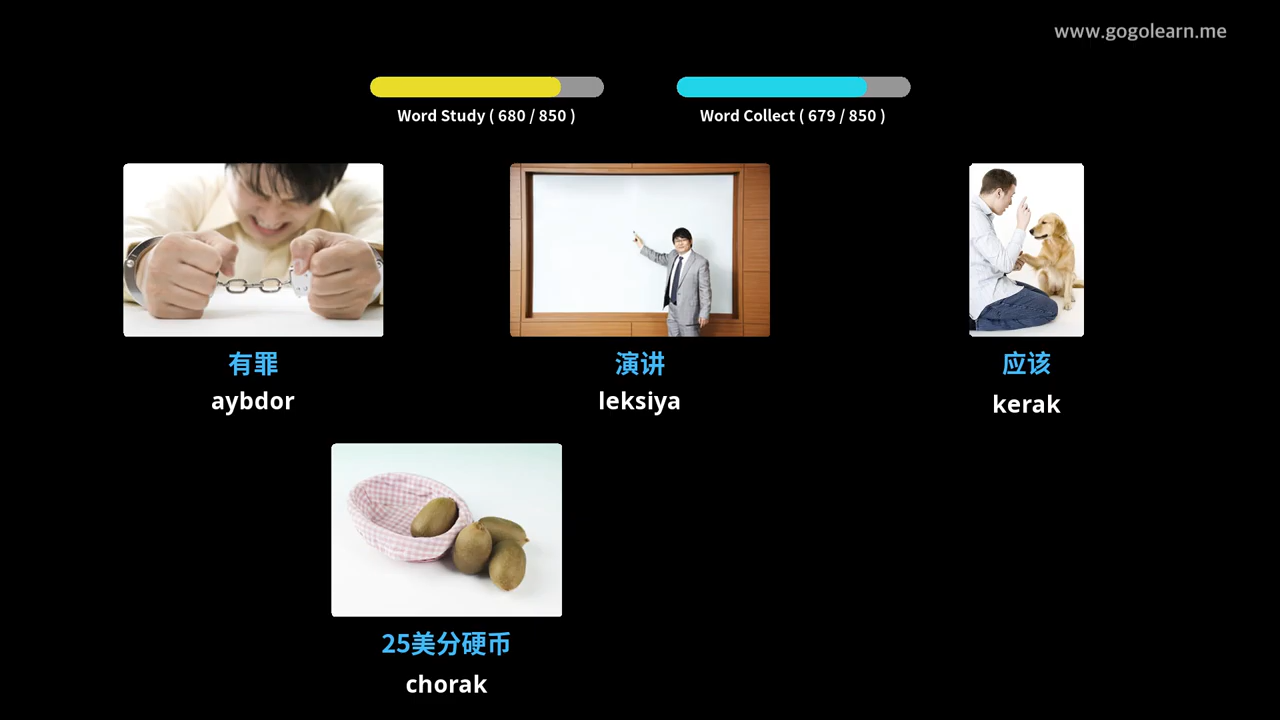 www.gogolearn.me
Word Study ( 680 / 850 )
Word Collect ( 679 / 850 )
有罪
aybdor
演讲
leksiya
应该
kerak
25美分硬币
chorak